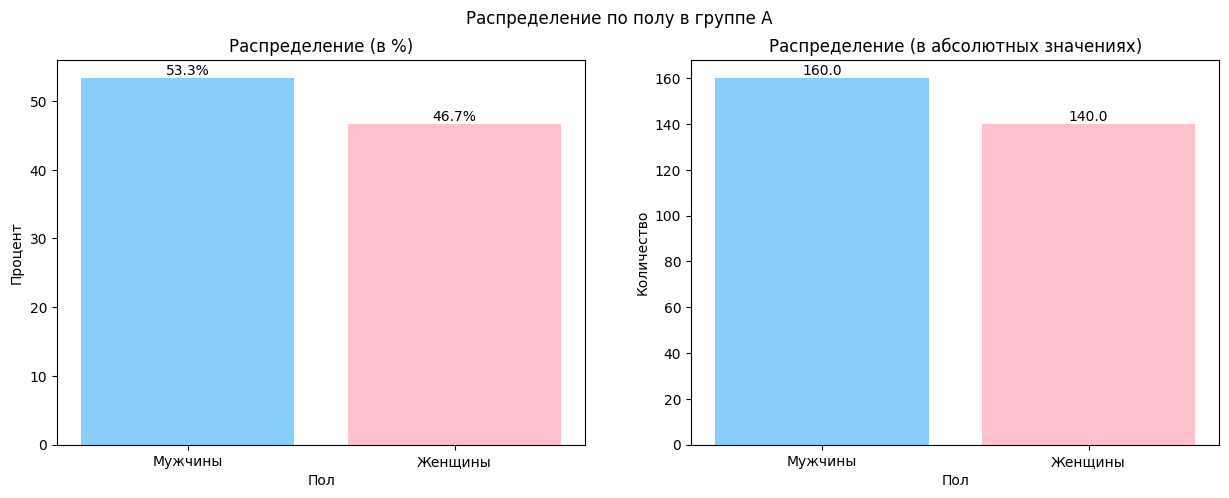 Распределение по полу в группе А
Распределение (в %)
53.3%
46.7%
50
40
30
20
10
0
Процент
Мужчины
Женщины
Пол
Распределение (в абсолютных значениях)
160.0
140.0
160
140
120
100
80
60
40
20
0
Количество
Мужчины
Женщины
Пол